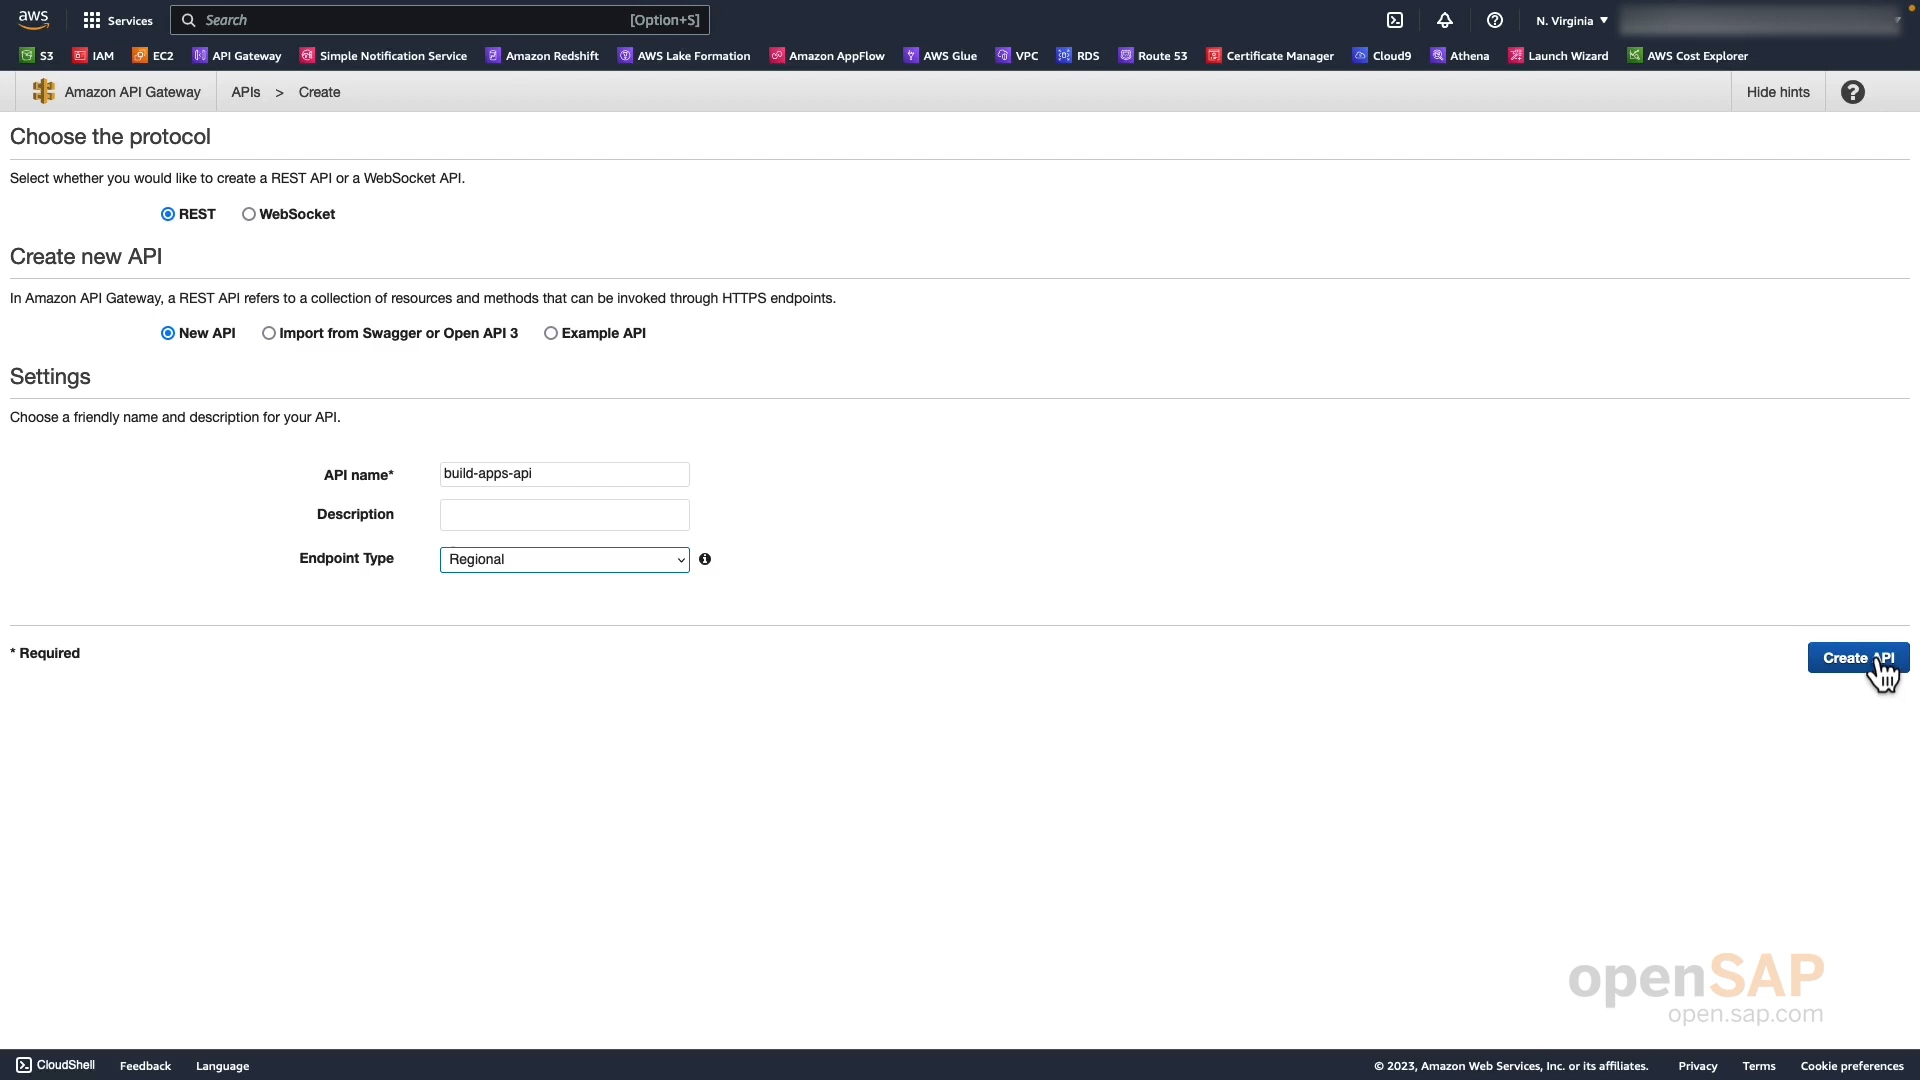 aws Services Search [Option+S] N. Virginia
S3 IAM EC2 API Gateway Simple Notification Service Amazon Redshift AWS Lake Formation Amazon AppFlow AWS Glue VPC RDS Route 53 Certificate Manager Cloud9 Athena Launch Wizard AWS Cost Explorer
Amazon API Gateway APIs > Create Hide hints
Choose the protocol
Select whether you would like to create a REST API or a WebSocket API.
REST WebSocket
Create new API
In Amazon API Gateway, a REST API refers to a collection of resources and methods that can be invoked through HTTPS endpoints.
New API Import from Swagger or Open API 3 Example API
Settings
Choose a friendly name and description for your API.
API name* build-apps-api
Description
Endpoint Type Regional
* Required
Create API
openSAP
open.sap.com
CloudShell Feedback Language © 2023, Amazon Web Services, Inc. or its affiliates. Privacy Terms Cookie preferences